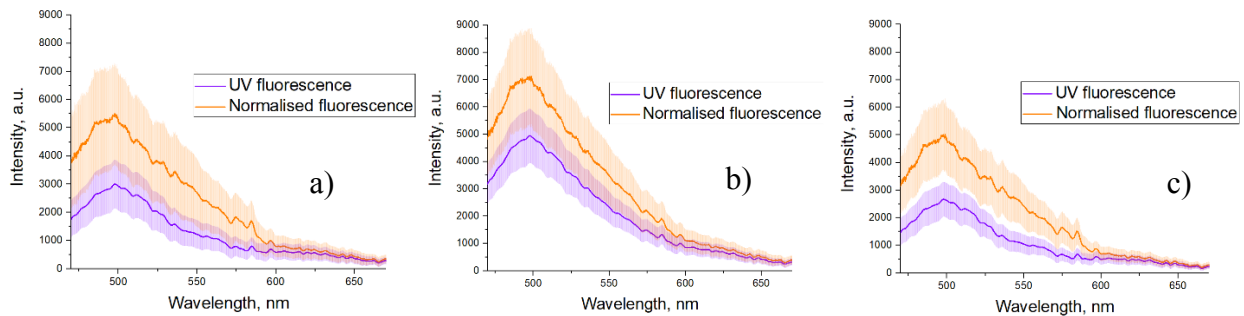 9000
8000
7000
6000
5000
4000
3000
2000
1000
0
Intensity, a.u.
UV fluorescence
Normalised fluorescence
a)
500 550 600 650
Wavelength, nm
9000
8000
7000
6000
5000
4000
3000
2000
1000
0
Intensity, a.u.
UV fluorescence
Normalised fluorescence
b)
500 550 600 650
Wavelength, nm
9000
8000
7000
6000
5000
4000
3000
2000
1000
0
Intensity, a.u.
UV fluorescence
Normalised fluorescence
c)
500 550 600 650
Wavelength, nm